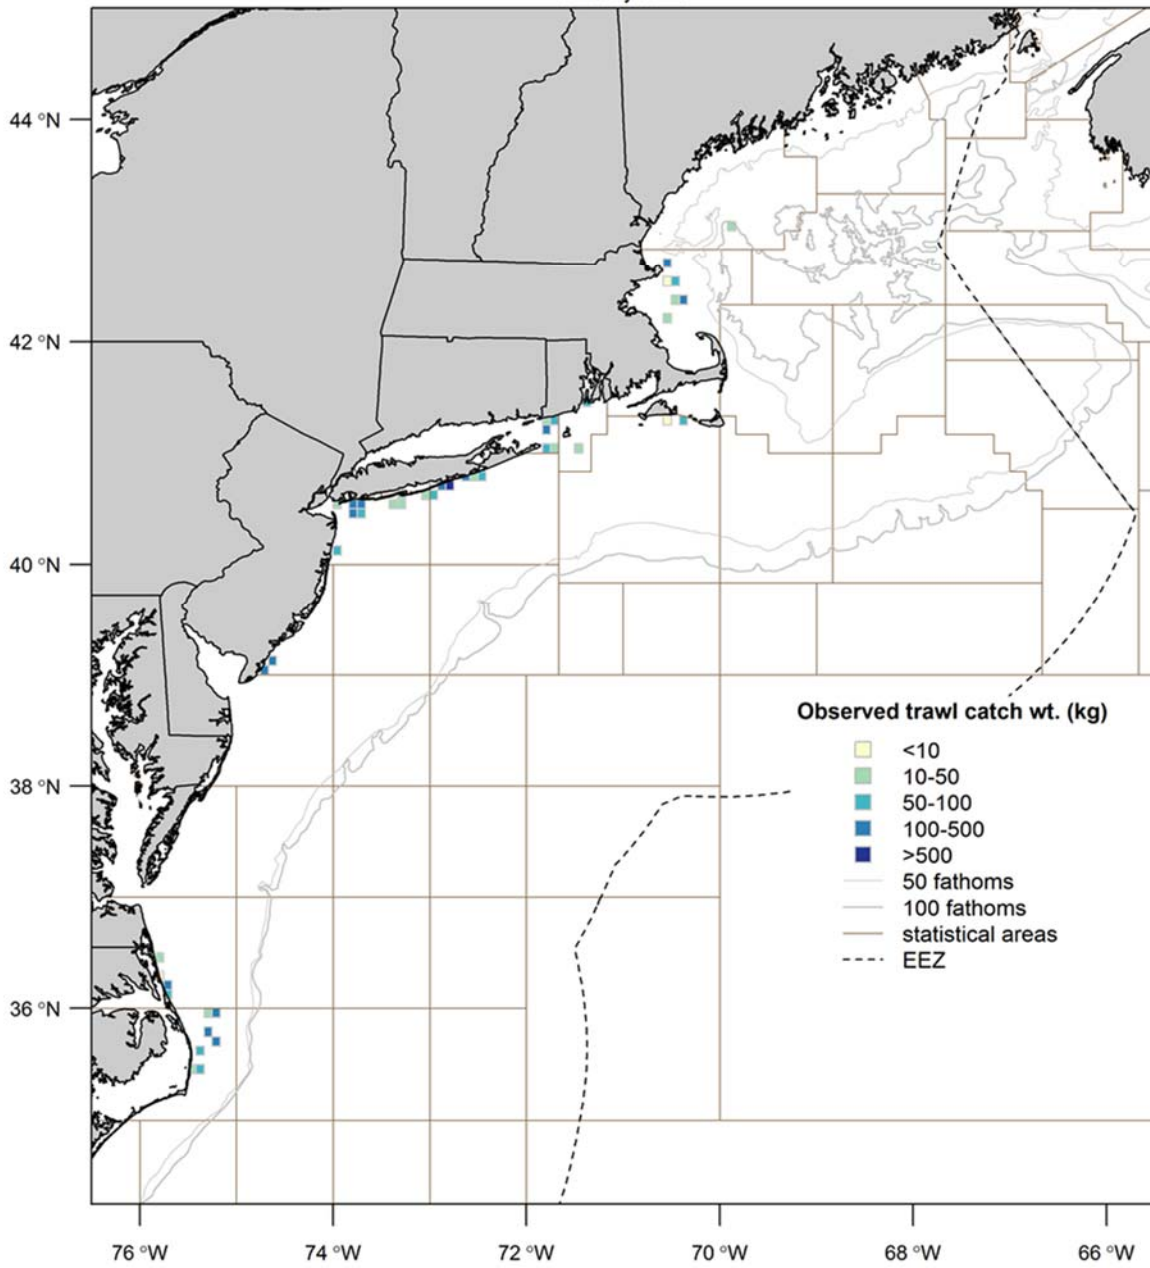 44 °N
42 °N
40 °N
38 °N
36 °N
Observed trawl catch wt. (kg)
<10
10-50
50-100
100-500
>500
50 fathoms
100 fathoms
statistical areas
EEZ
76 °W
74 °W
72 °W
70 °W
68 °W
66 °W